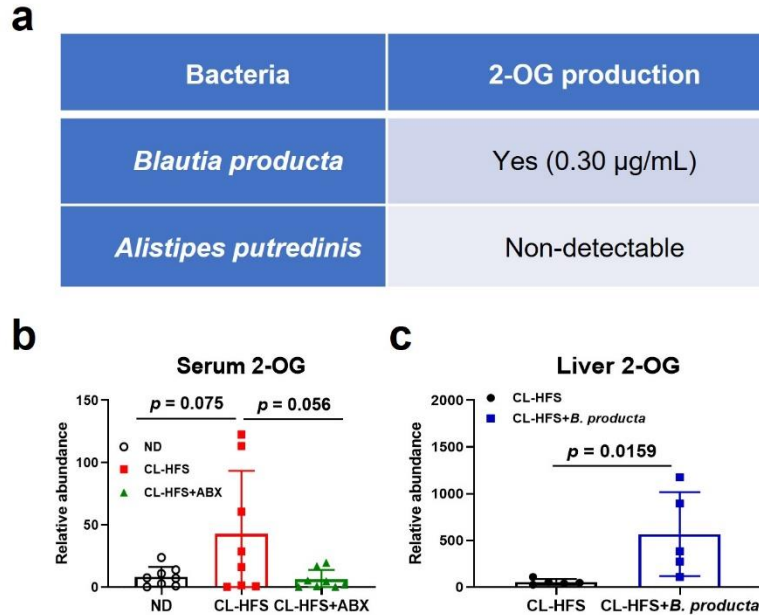 a
Bacteria 2-OG production
Blautia producta Yes (0.30 µg/mL)
Alistipes putredinis Non-detectable
b
Serum 2-OG
Relative abundance
150
100
50
0
p = 0.075 p = 0.056
ND
CL-HFS
CL-HFS+ABX
ND CL-HFS CL-HFS+ABX
c
Liver 2-OG
Relative abundance
2000
1500
1000
500
0
CL-HFS
CL-HFS+B. producta
p = 0.0159
CL-HFS CL-HFS+B. producta